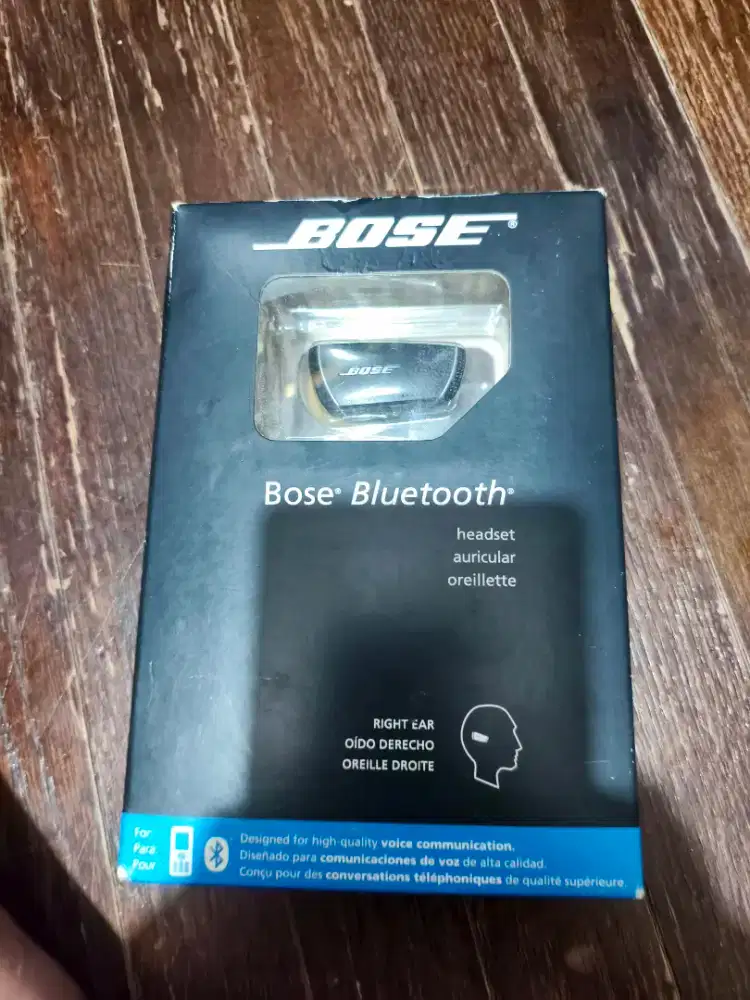 BOSE®
BOSE
Bose® Bluetooth®
headset
auricular
oreillette
RIGHT EAR
OÍDO DERECHO
OREILLE DROITE
For
Para
Pour
Designed for high-quality voice communication.
Diseñado para comunicaciones de voz de alta calidad.
Conçu pour des conversations téléphoniques de qualité supérieure.